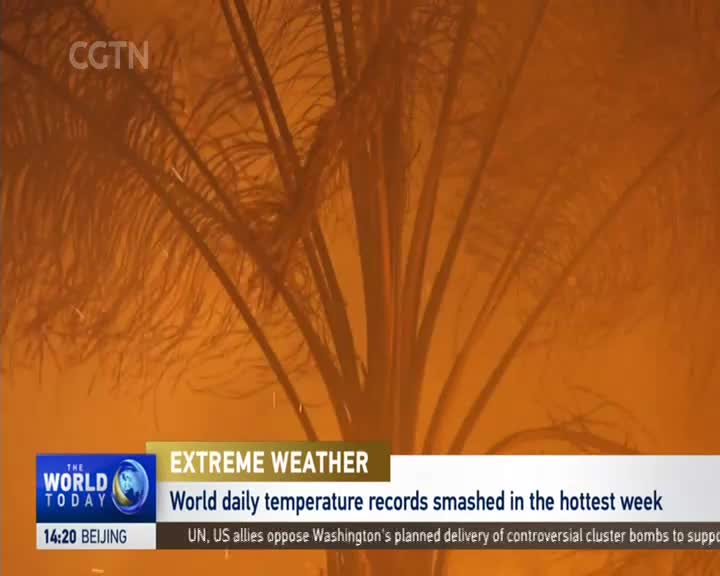 CGTN
EXTREME WEATHER
THE
WORLD
TODAY
World daily temperature records smashed in the hottest week
14:20 BEIJING
UN, US allies oppose Washington's planned delivery of controversial cluster bombs to suppo